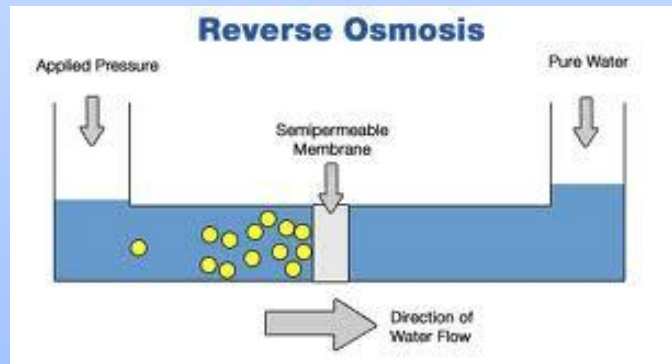 Reverse Osmosis
Applied Pressure
Pure Water
Semipermeable
Membrane
Direction of
Water Flow